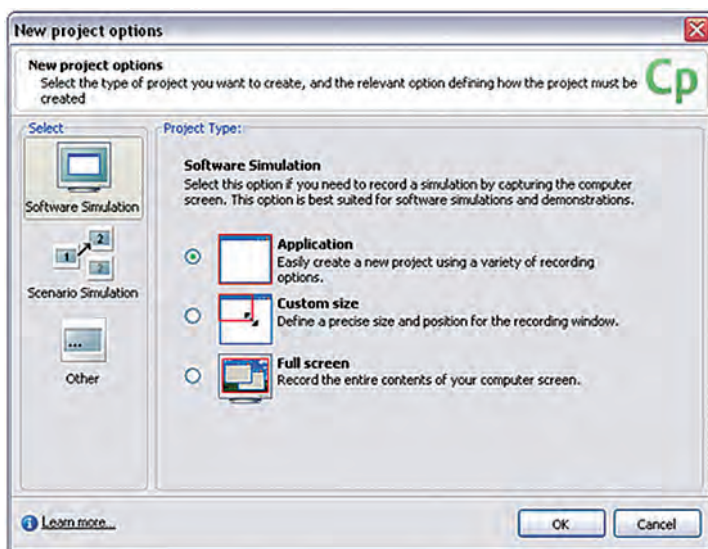 New project options
New project options
Select the type of project you want to create, and the relevant option defining how the project must be
created
Cp
Select
Software Simulation
1
2
3
Scenario Simulation
...
Other
Project Type:
Software Simulation
Select this option if you need to record a simulation by capturing the computer
screen. This option is best suited for software simulations and demonstrations.
Application
Easily create a new project using a variety of recording
options.
Custom size
Define a precise size and position for the recording window.
Full screen
Record the entire contents of your computer screen.
Learn more...
OK
Cancel